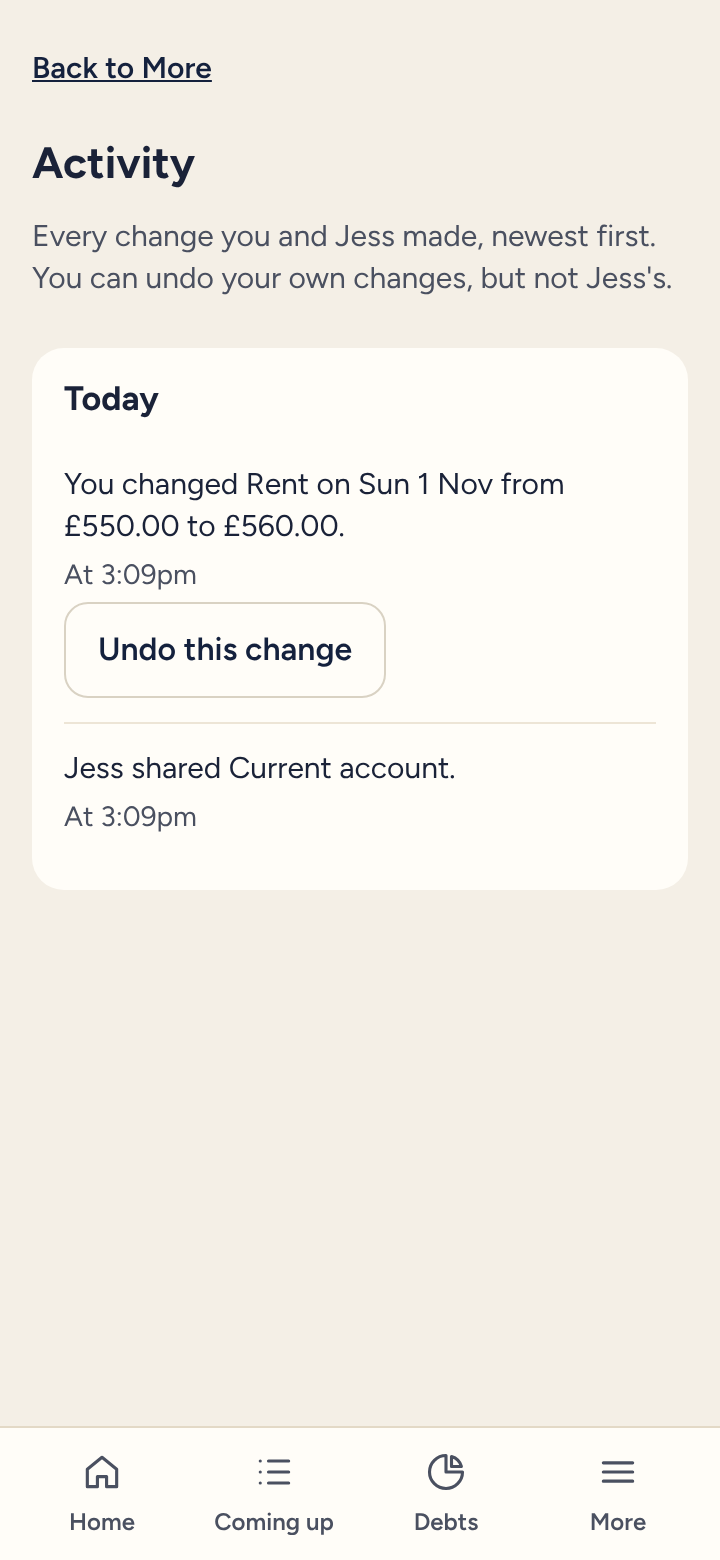 Back to More
Activity
Every change you and Jess made, newest first.
You can undo your own changes, but not Jess's.
Today
You changed Rent on Sun 1 Nov from
£550.00 to £560.00.
At 3:09pm
Undo this change
Jess shared Current account.
At 3:09pm
Home
Coming up
Debts
More